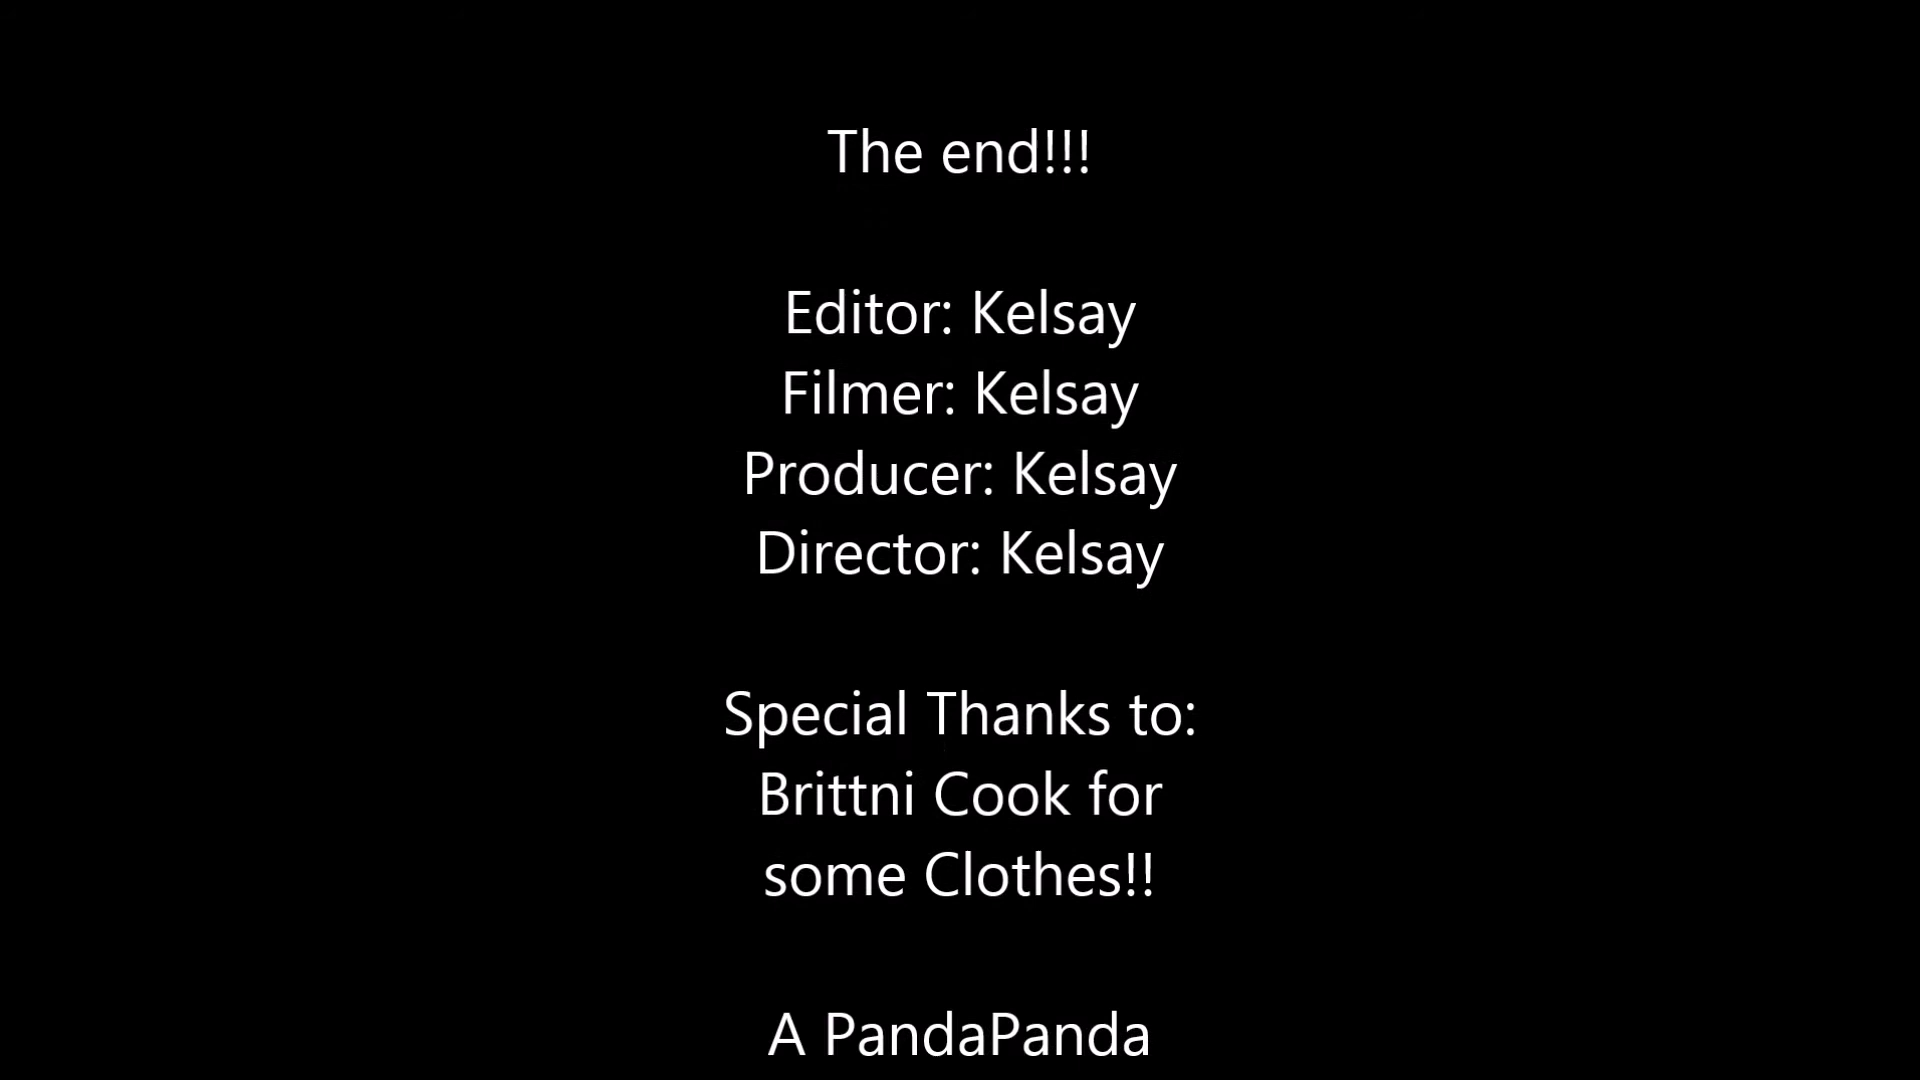 The end!!!
Editor: Kelsay
Filmer: Kelsay
Producer: Kelsay
Director: Kelsay
Special Thanks to:
Brittni Cook for
some Clothes!!
A PandaPanda